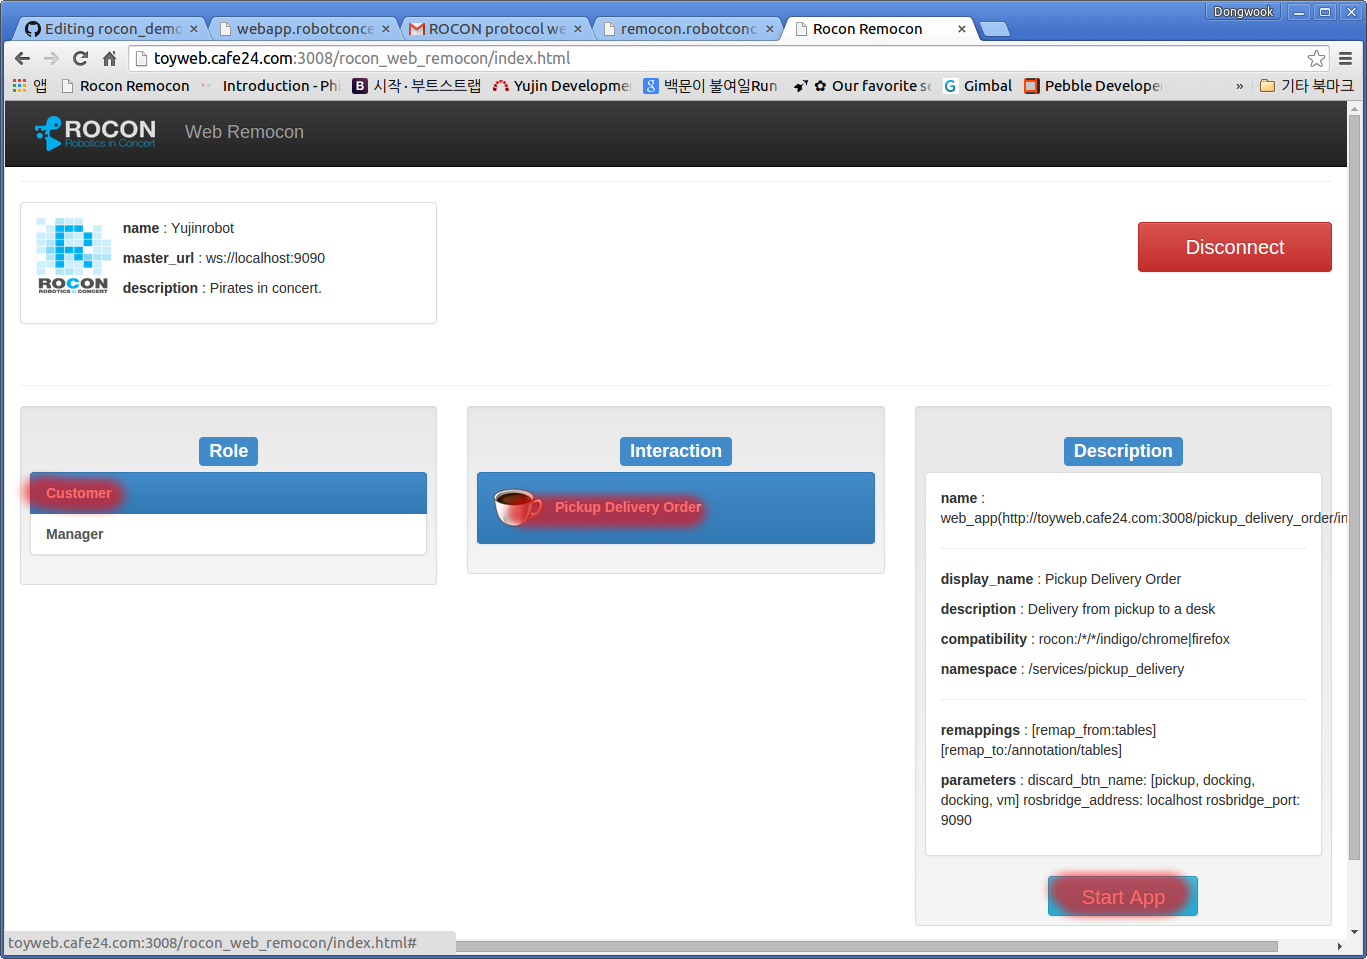 Dongwook
Editing rocon_demo
webapp.robotconce
ROCON protocol we
remocon.robotconc
Rocon Remocon
toyweb.cafe24.com:3008/rocon_web_remocon/index.html
앱
Rocon Remocon
Introduction - Phi
B 시작 · 부트스트랩
Yujin Developme
8 백문이 불여일Run
Our favorite se
G Gimbal
Pebble Develope
»
기타 북마크
ROCON
Robotics in Concert
Web Remocon
ROCON
ROBOTICS IN CONCERT
name : Yujinrobot
master_url : ws://localhost:9090
description : Pirates in concert.
Disconnect
Role
Customer
Manager
Interaction
Pickup Delivery Order
Description
name :
web_app(http://toyweb.cafe24.com:3008/pickup_delivery_order/in
display_name : Pickup Delivery Order
description : Delivery from pickup to a desk
compatibility : rocon:/*/*/indigo/chrome|firefox
namespace : /services/pickup_delivery
remappings : [remap_from:tables]
[remap_to:/annotation/tables]
parameters : discard_btn_name: [pickup, docking,
docking, vm] rosbridge_address: localhost rosbridge_port:
9090
Start App
toyweb.cafe24.com:3008/rocon_web_remocon/index.html#